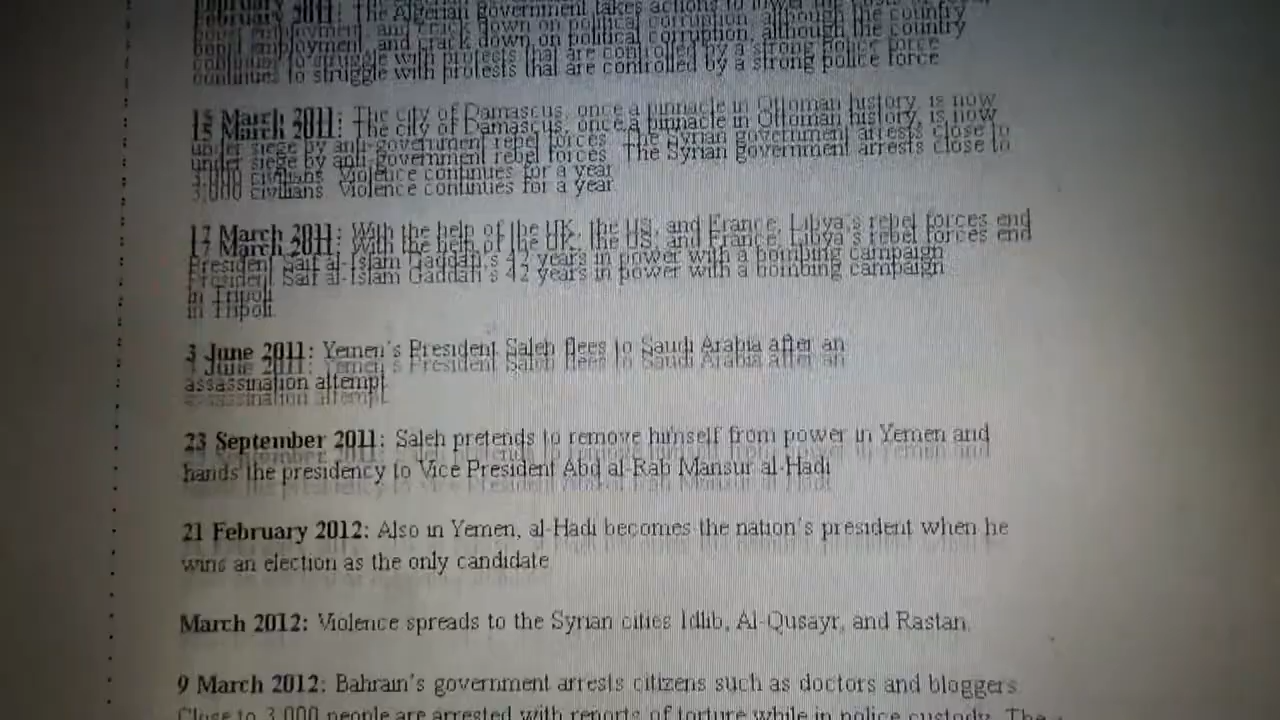 February 2011: The Algerian government takes actions to lower
employment, and crack down on political corruption, although the country
continues to struggle with protests that are controlled by a strong police force
15 March 2011: The city of Damascus, once a pinnacle in Ottoman history, is now
under siege by anti-government rebel forces. The Syrian government arrests close to
3,000 civilians. Violence continues for a year.
17 March 2011: With the help of the UK, the US, and France, Libya's rebel forces end
President Saif al-Islam Gaddafi's 42 years in power with a bombing campaign
in Tripoli.
3 June 2011: Yemen's President Saleh flees to Saudi Arabia after an
assassination attempt.
23 September 2011: Saleh pretends to remove himself from power in Yemen and
hands the presidency to Vice President Abd al-Rab Mansur al-Hadi
21 February 2012: Also in Yemen, al-Hadi becomes the nation's president when he
wins an election as the only candidate
March 2012: Violence spreads to the Syrian cities Idlib, Al-Qusayr, and Rastan.
9 March 2012: Bahrain's government arrests citizens such as doctors and bloggers.
Close to 3,000 people are arrested with reports of torture while in police custody. The